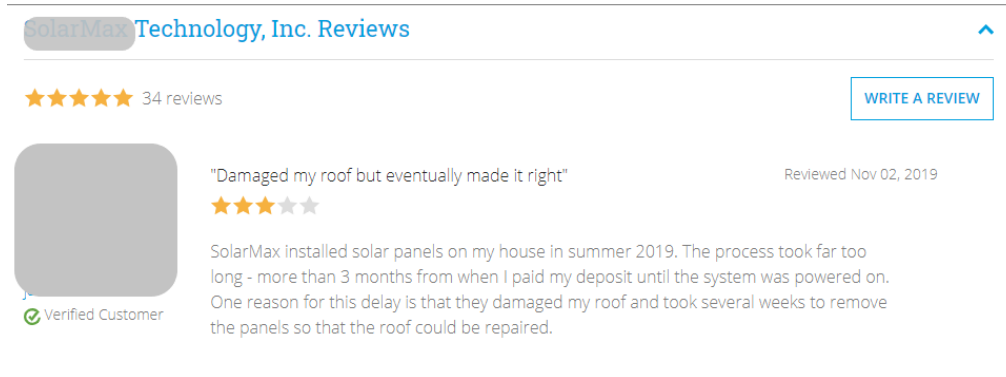 SolarMax Technology, Inc. Reviews
34 reviews
WRITE A REVIEW
"Damaged my roof but eventually made it right"
Reviewed Nov 02, 2019
SolarMax installed solar panels on my house in summer 2019. The process took far too
long - more than 3 months from when I paid my deposit until the system was powered on.
One reason for this delay is that they damaged my roof and took several weeks to remove
the panels so that the roof could be repaired.
Verified Customer